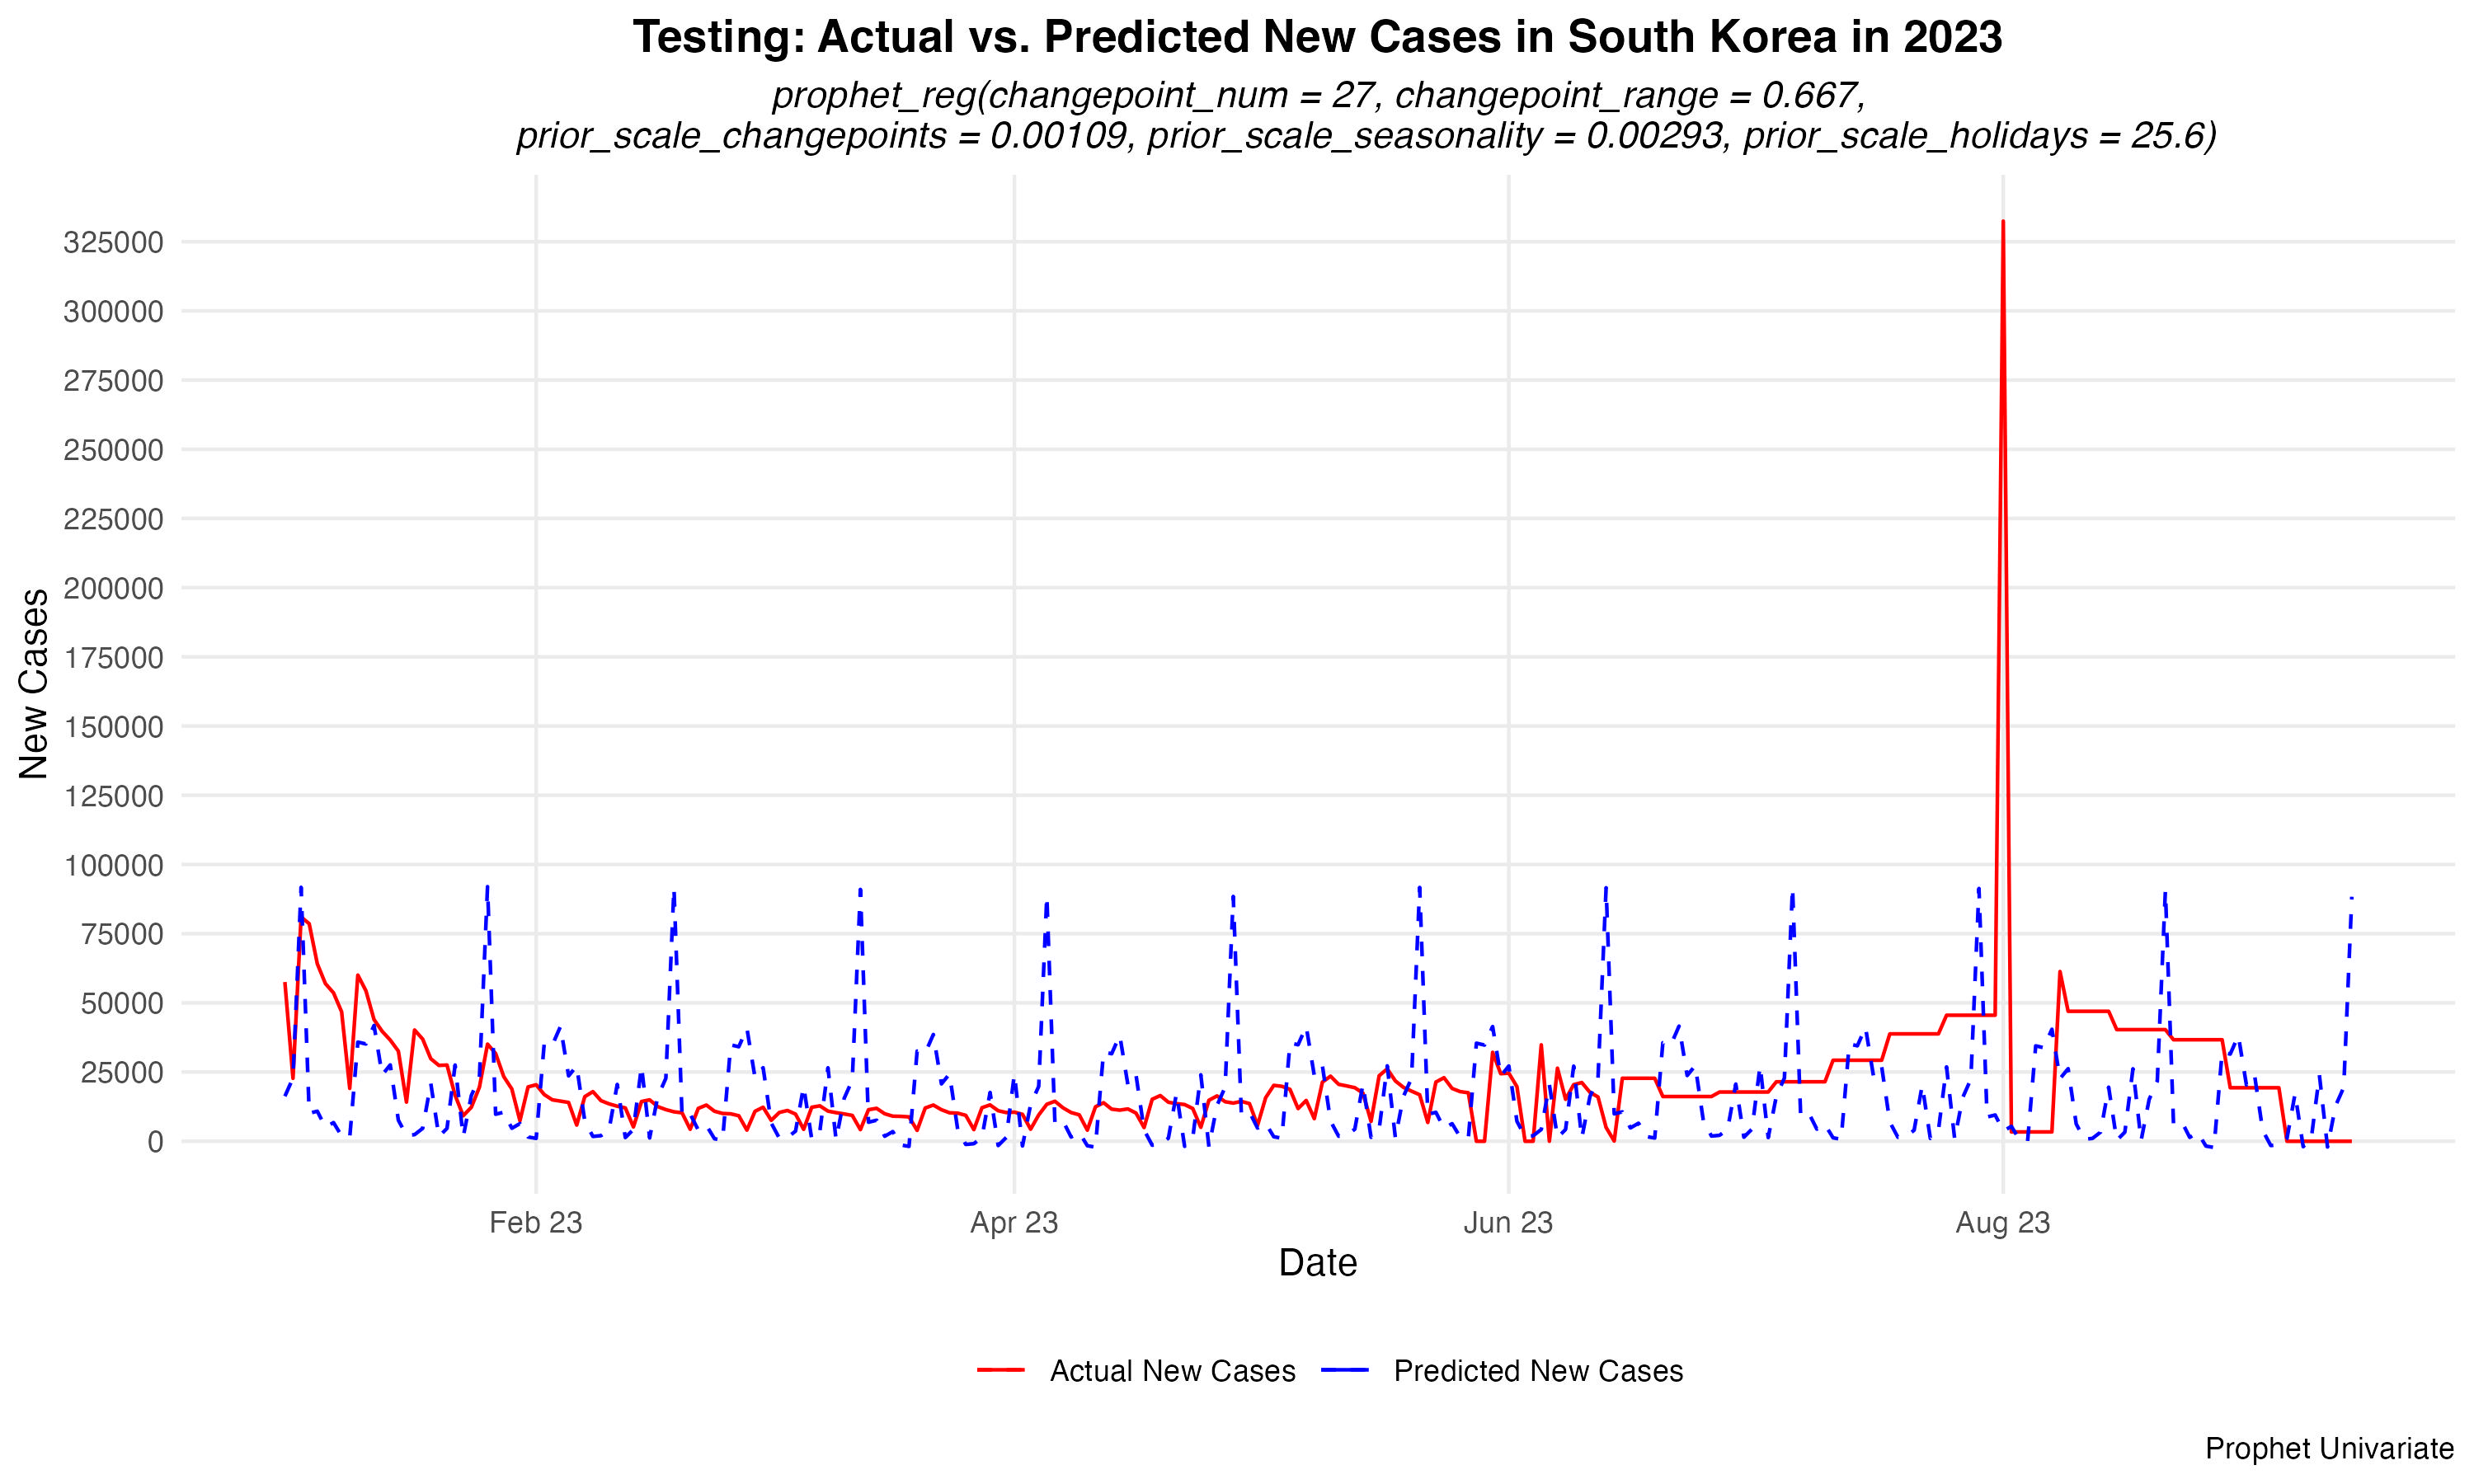 Testing: Actual vs. Predicted New Cases in South Korea in 2023
prophet_reg(changepoint_num = 27, changepoint_range = 0.667,
prior_scale_changepoints = 0.00109, prior_scale_seasonality = 0.00293, prior_scale_holidays = 25.6)
New Cases
325000
300000
275000
250000
225000
200000
175000
150000
125000
100000
75000
50000
25000
0
Feb 23 Apr 23 Jun 23 Aug 23
Date
Actual New Cases Predicted New Cases
Prophet Univariate